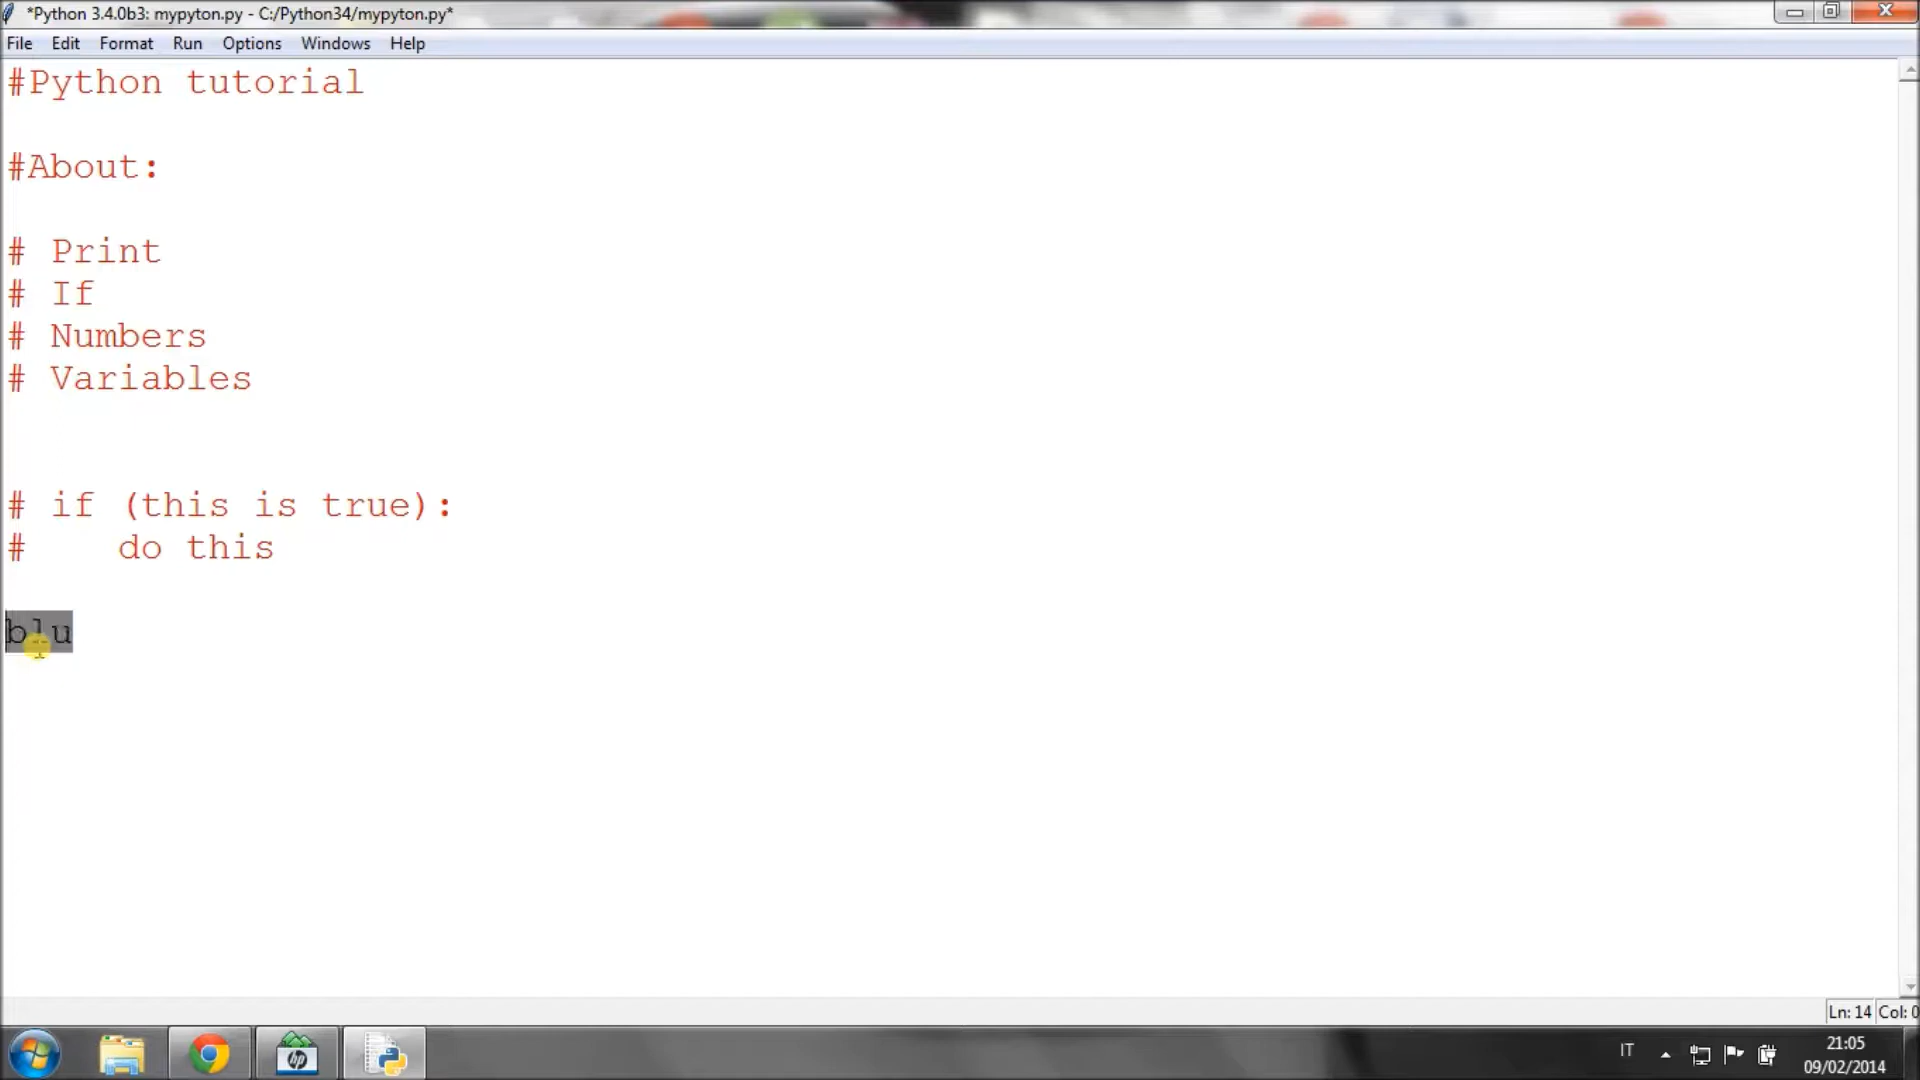 *Python 3.4.0b3: mypyton.py - C:/Python34/mypyton.py*
File Edit Format Run Options Windows Help
#Python tutorial
#About:
# Print
# If
# Numbers
# Variables
# if (this is true):
#    do this
blu
Ln: 14 Col: 0
hp
IT
21:05
09/02/2014